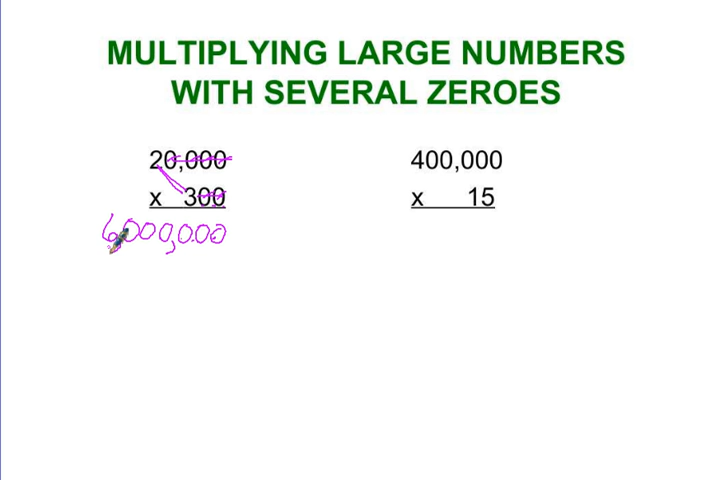 MULTIPLYING LARGE NUMBERS
WITH SEVERAL ZEROES
20,000
x 300
6,000,000
400,000
x 15